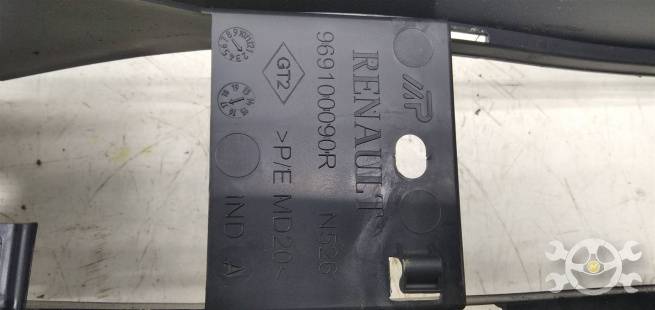 RENAULT
969100090R N526
GT2 >P/E MD20<
IND A